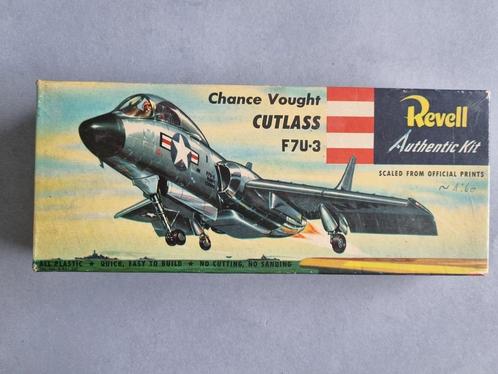 Chance Vought
CUTLASS
F7U-3
Revell
Authentic Kit
SCALED FROM OFFICIAL PRINTS
ALL PLASTIC ★ QUICK, EASY TO BUILD ★ NO CUTTING, NO SANDING